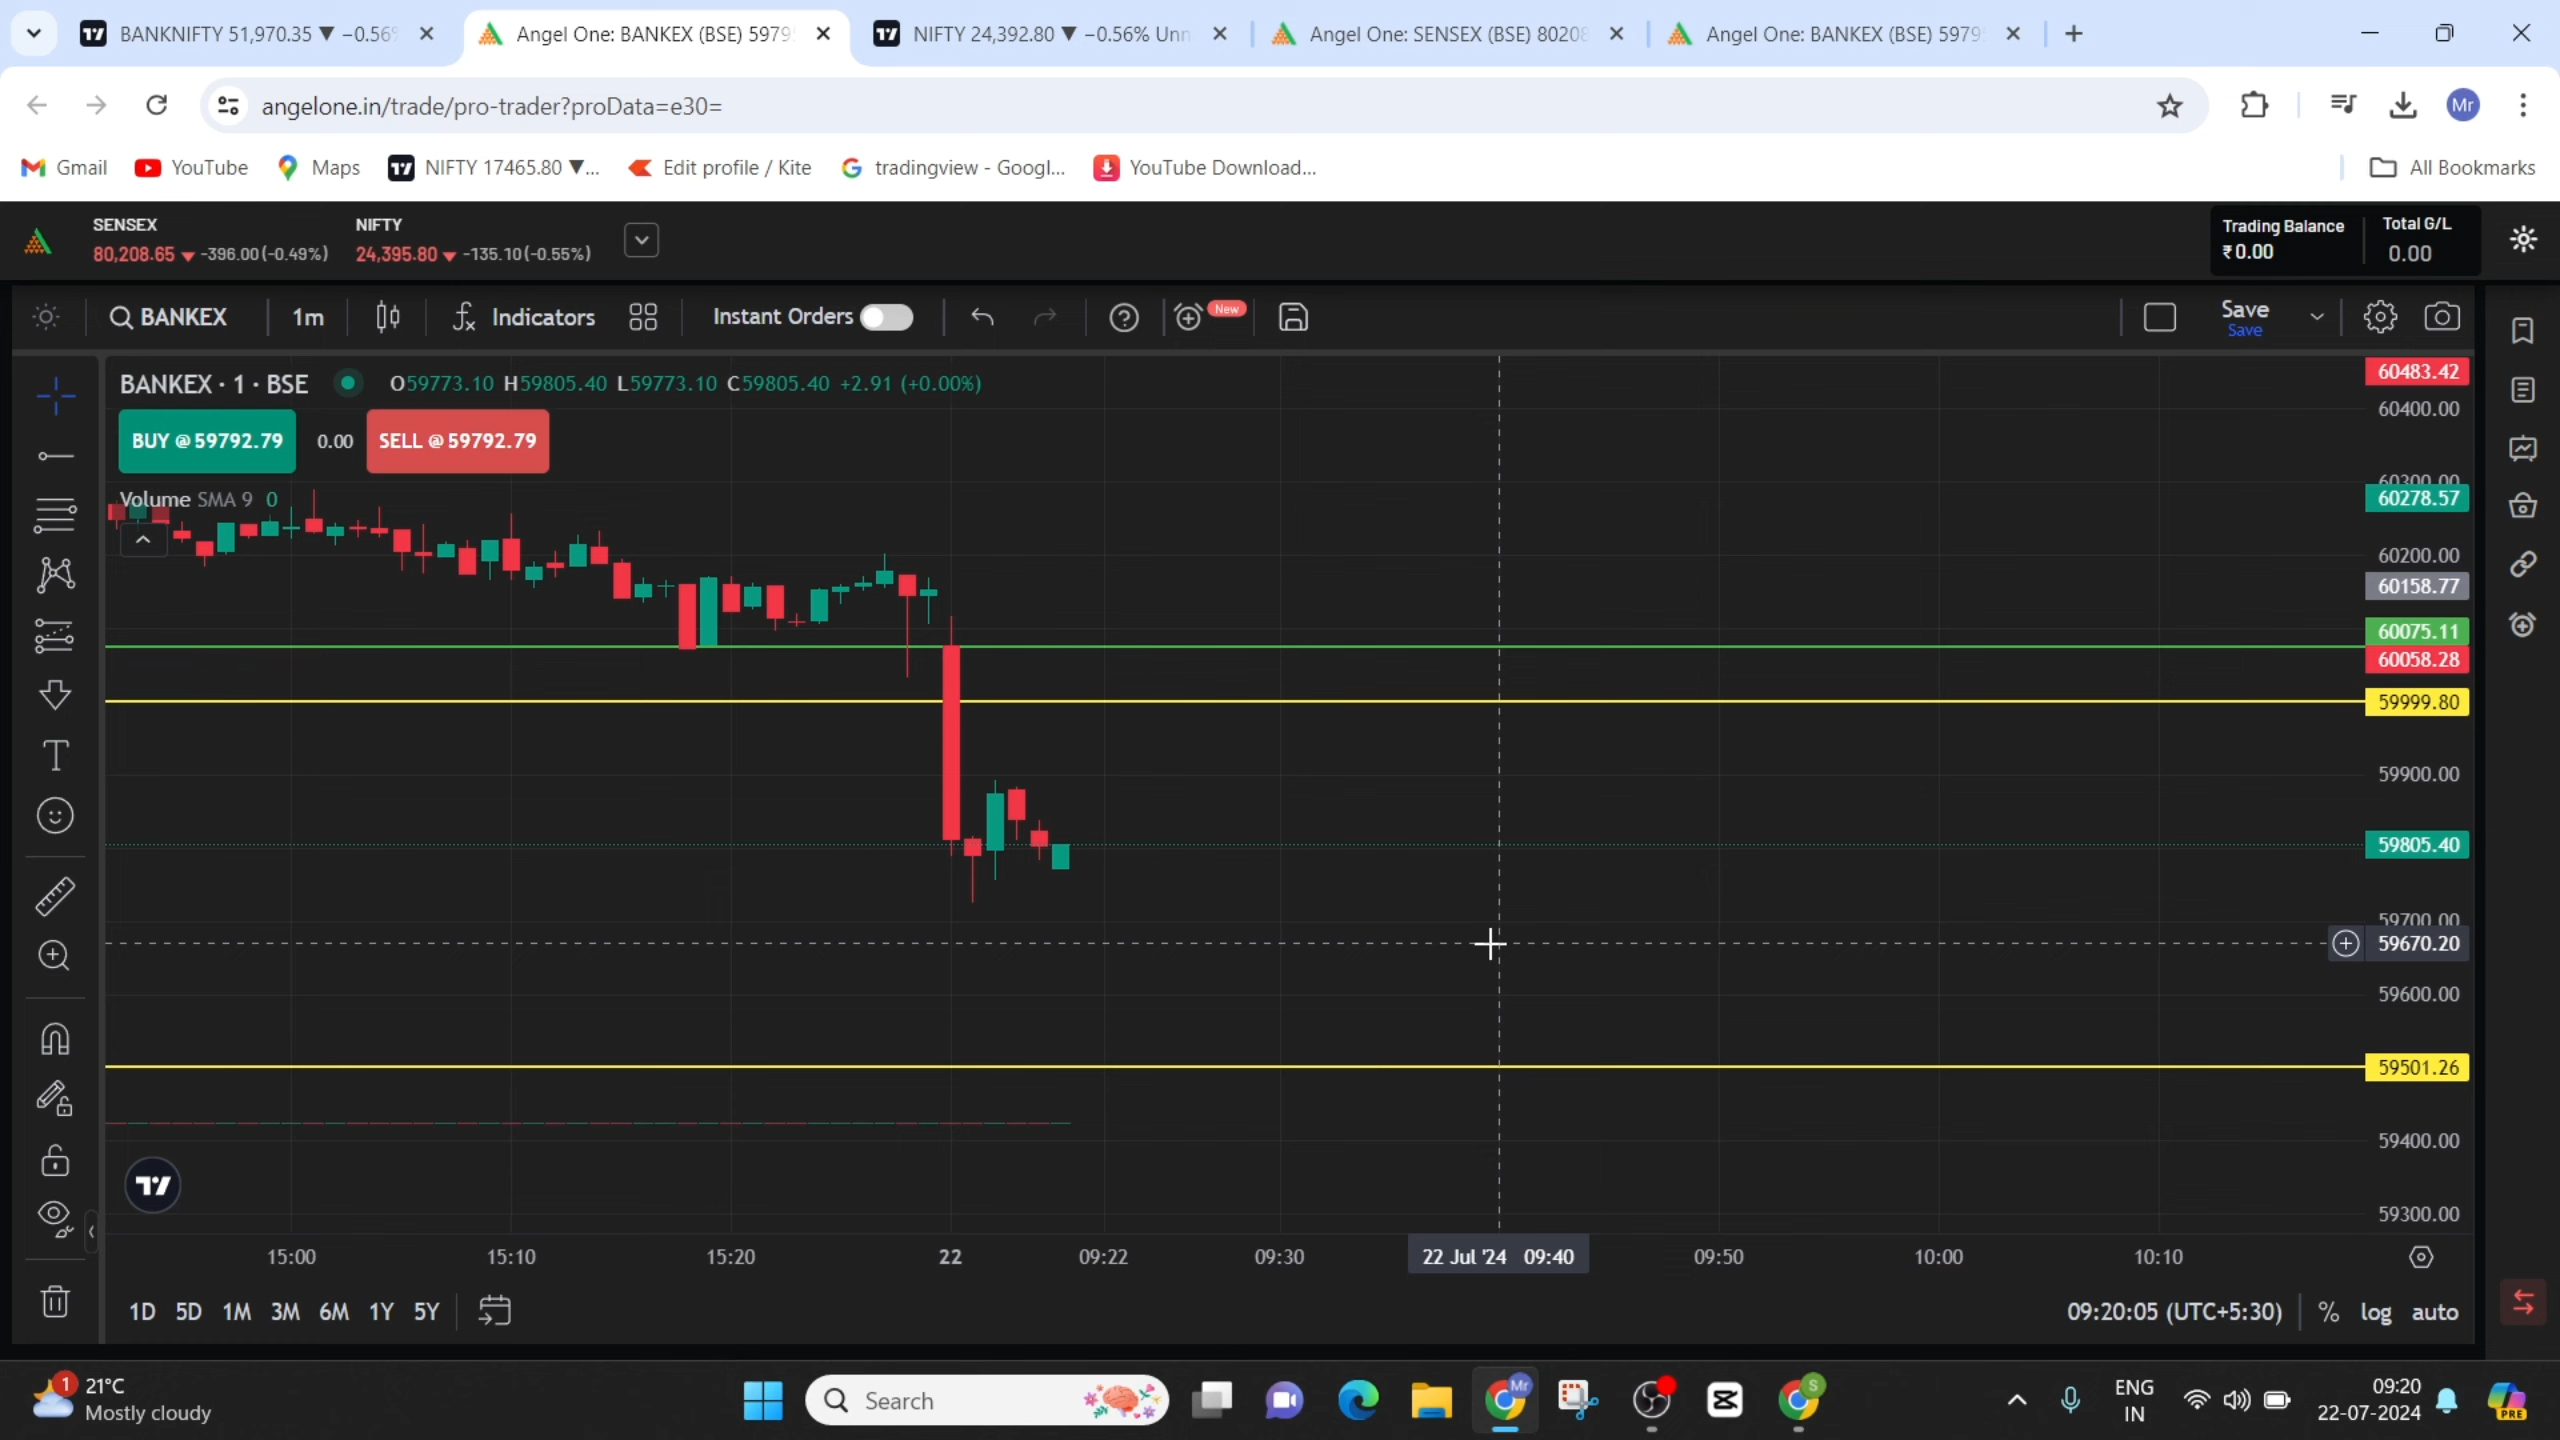 BANKNIFTY 51,970.35 ▼ −0.56%
Angel One: BANKEX (BSE) 5979
NIFTY 24,392.80 ▼ −0.56% Unn
Angel One: SENSEX (BSE) 80208
Angel One: BANKEX (BSE) 5979
angelone.in/trade/pro-trader?proData=e30=
Mr
Gmail
YouTube
Maps
NIFTY 17465.80 ▼...
Edit profile / Kite
tradingview - Googl...
YouTube Download...
All Bookmarks
SENSEX
80,208.65 ▼ -396.00(-0.49%)
NIFTY
24,395.80 ▼ -135.10(-0.55%)
Trading Balance
₹0.00
Total G/L
0.00
BANKEX
1m
Indicators
Instant Orders
New
Save
Save
BANKEX · 1 · BSE O59773.10 H59805.40 L59773.10 C59805.40 +2.91 (+0.00%)
BUY @ 59792.79
0.00
SELL @ 59792.79
Volume SMA 9 0
60483.42
60400.00
60300.00
60278.57
60200.00
60158.77
60075.11
60058.28
59999.80
59900.00
59805.40
59700.00
59670.20
59600.00
59501.26
59400.00
59300.00
15:00
15:10
15:20
22
09:22
09:30
22 Jul '24 09:40
09:50
10:00
10:10
1D 5D 1M 3M 6M 1Y 5Y
09:20:05 (UTC+5:30)
% log auto
1
21°C
Mostly cloudy
Search
Mr
S
ENG
IN
09:20
22-07-2024
PRE